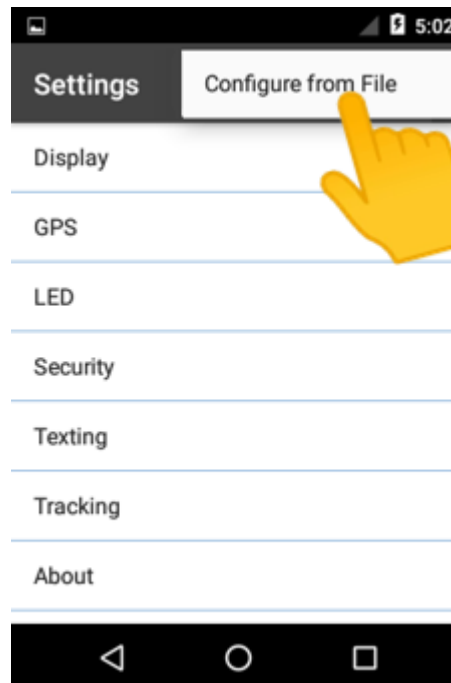 5:02
Settings
Configure from File
Display
GPS
LED
Security
Texting
Tracking
About